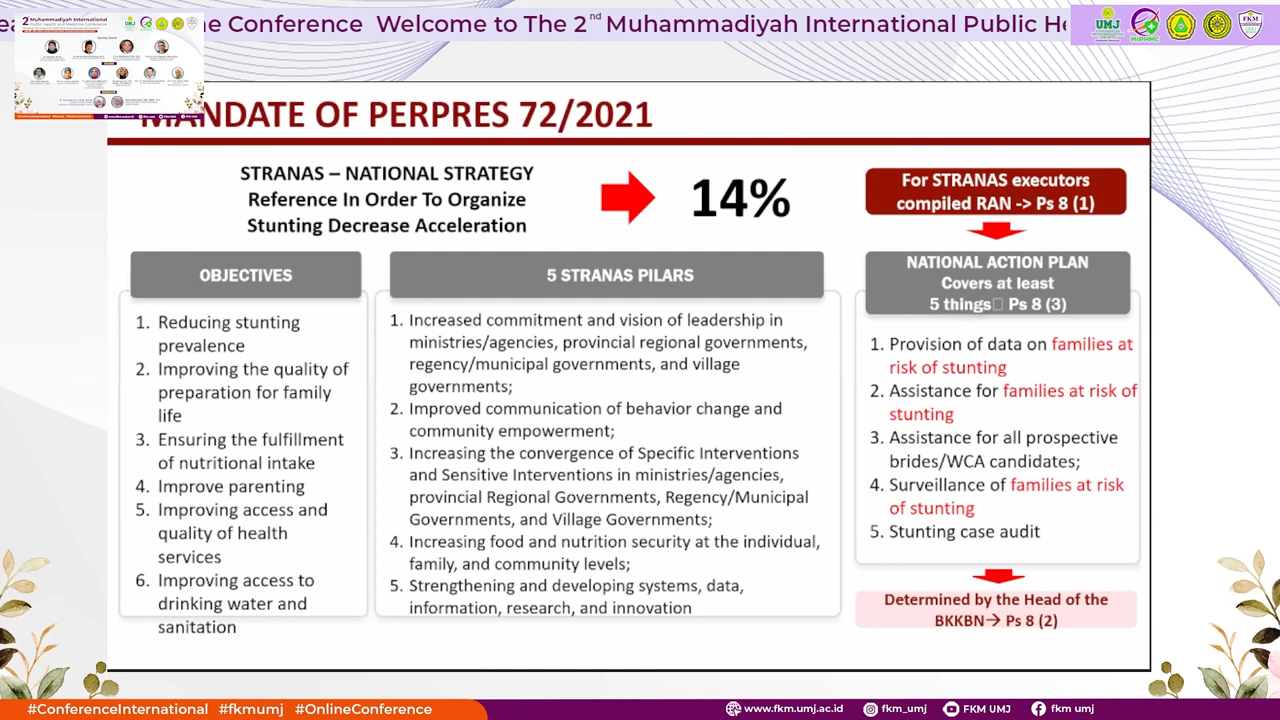 e Conference Welcome to The 2nd Muhammadiyah International Public He
UMJ
FKM
2 Muhammadiyah International
Public Health and Medicine Conference
MANDATE OF PERPRES 72/2021
STRANAS – NATIONAL STRATEGY
Reference In Order To Organize
Stunting Decrease Acceleration
14%
For STRANAS executors
compiled RAN -> Ps 8 (1)
OBJECTIVES
1. Reducing stunting
prevalence
2. Improving the quality of
preparation for family
life
3. Ensuring the fulfillment
of nutritional intake
4. Improve parenting
5. Improving access and
quality of health
services
6. Improving access to
drinking water and
sanitation
5 STRANAS PILARS
1. Increased commitment and vision of leadership in
ministries/agencies, provincial regional governments,
regency/municipal governments, and village
governments;
2. Improved communication of behavior change and
community empowerment;
3. Increasing the convergence of Specific Interventions
and Sensitive Interventions in ministries/agencies,
provincial Regional Governments, Regency/Municipal
Governments, and Village Governments;
4. Increasing food and nutrition security at the individual,
family, and community levels;
5. Strengthening and developing systems, data,
information, research, and innovation
NATIONAL ACTION PLAN
Covers at least
5 things Ps 8 (3)
1. Provision of data on families at
risk of stunting
2. Assistance for families at risk of
stunting
3. Assistance for all prospective
brides/WCA candidates;
4. Surveillance of families at risk
of stunting
5. Stunting case audit
Determined by the Head of the
BKKBN→ Ps 8 (2)
#ConferenceInternational #fkmumj #OnlineConference
www.fkm.umj.ac.id
fkm_umj
FKM UMJ
fkm umj